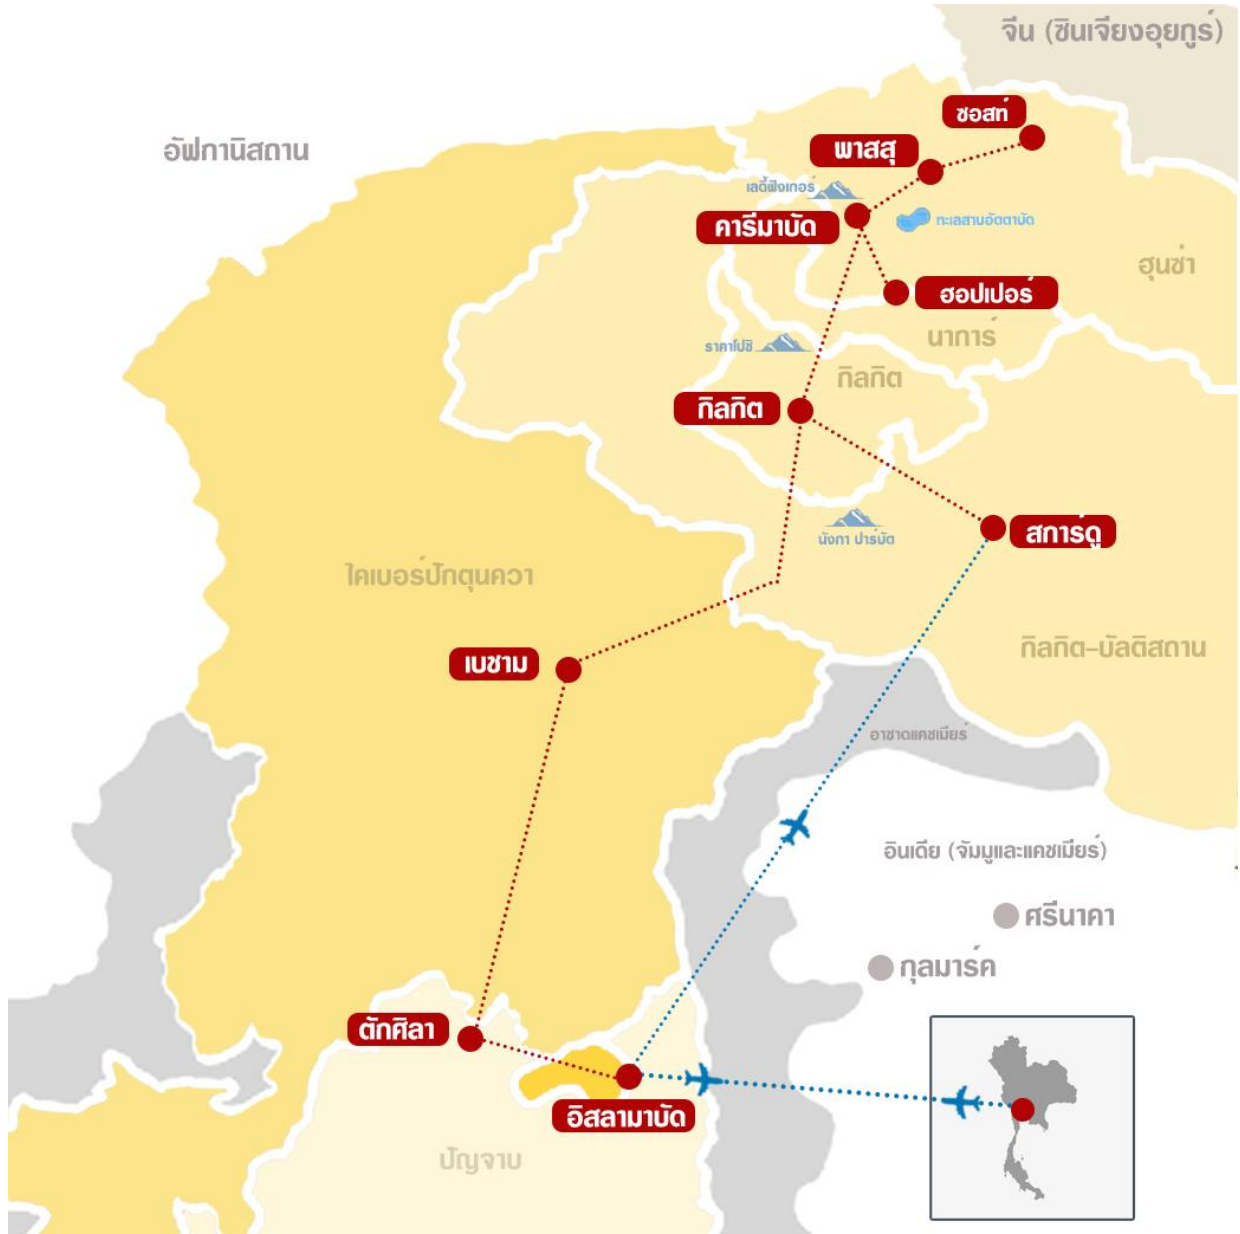 จีน (ซินเจียงอุยกูร์)
ซอสท์
อัฟกานิสถาน
พาสสุ
เลดี้ฟิงเกอร์
คารีมาบัด
ทะเลสาบอัตตาบัด
ฮุนซ่า
ฮอปเปอร์
นาการ์
ราคาโปชิ
กิลกิต
กิลกิต
สการ์ดู
นังกา ปาร์บัต
ไคเบอร์ปักตุนควา
กิลกิต-บัลติสถาน
เบชาม
อาซาดแคชเมียร์
อินเดีย (จัมมูและแคชเมียร์)
ศรีนาคา
กุลมาร์ค
ตักศิลา
อิสลามาบัด
ปัญจาบ